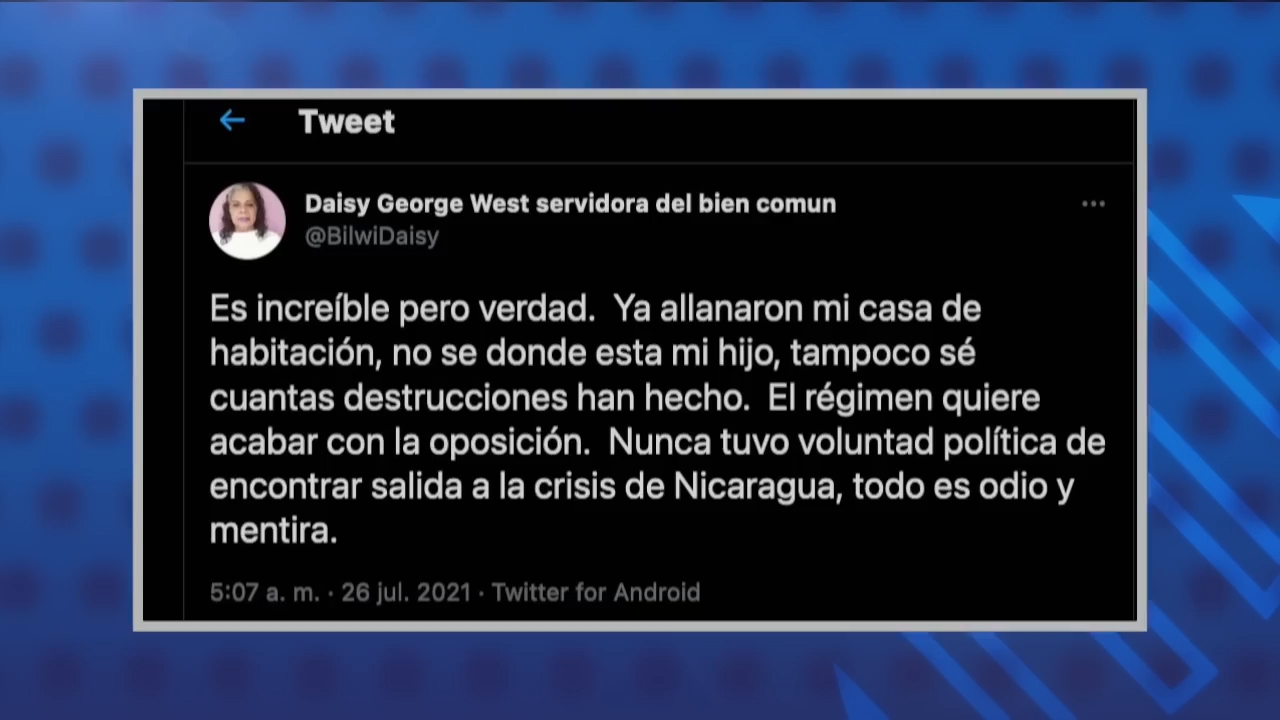 Tweet
Daisy George West servidora del bien comun
@BilwiDaisy
Es increíble pero verdad.  Ya allanaron mi casa de
habitación, no se donde esta mi hijo, tampoco sé
cuantas destrucciones han hecho.  El régimen quiere
acabar con la oposición.  Nunca tuvo voluntad política de
encontrar salida a la crisis de Nicaragua, todo es odio y
mentira.
5:07 a. m. · 26 jul. 2021 · Twitter for Android